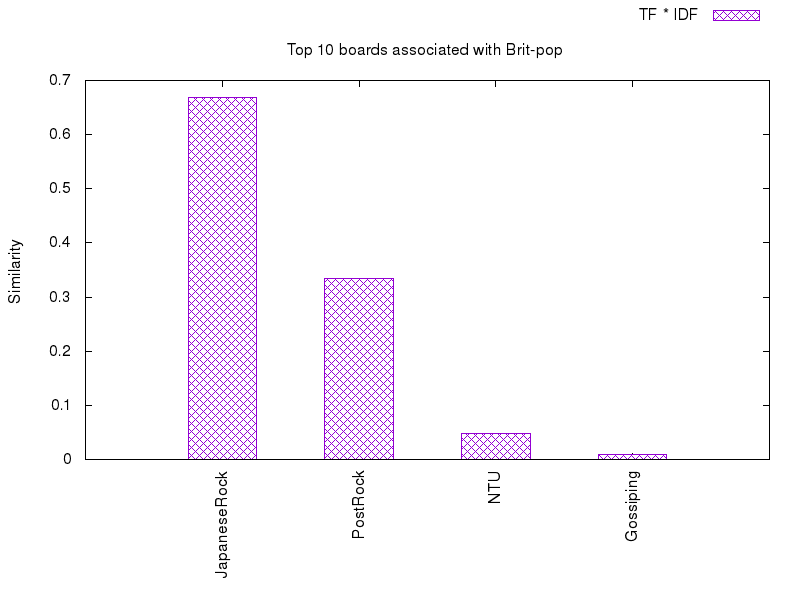 TF * IDF
Top 10 boards associated with Brit-pop
Similarity
0.7
0.6
0.5
0.4
0.3
0.2
0.1
0
JapaneseRock
PostRock
NTU
Gossiping